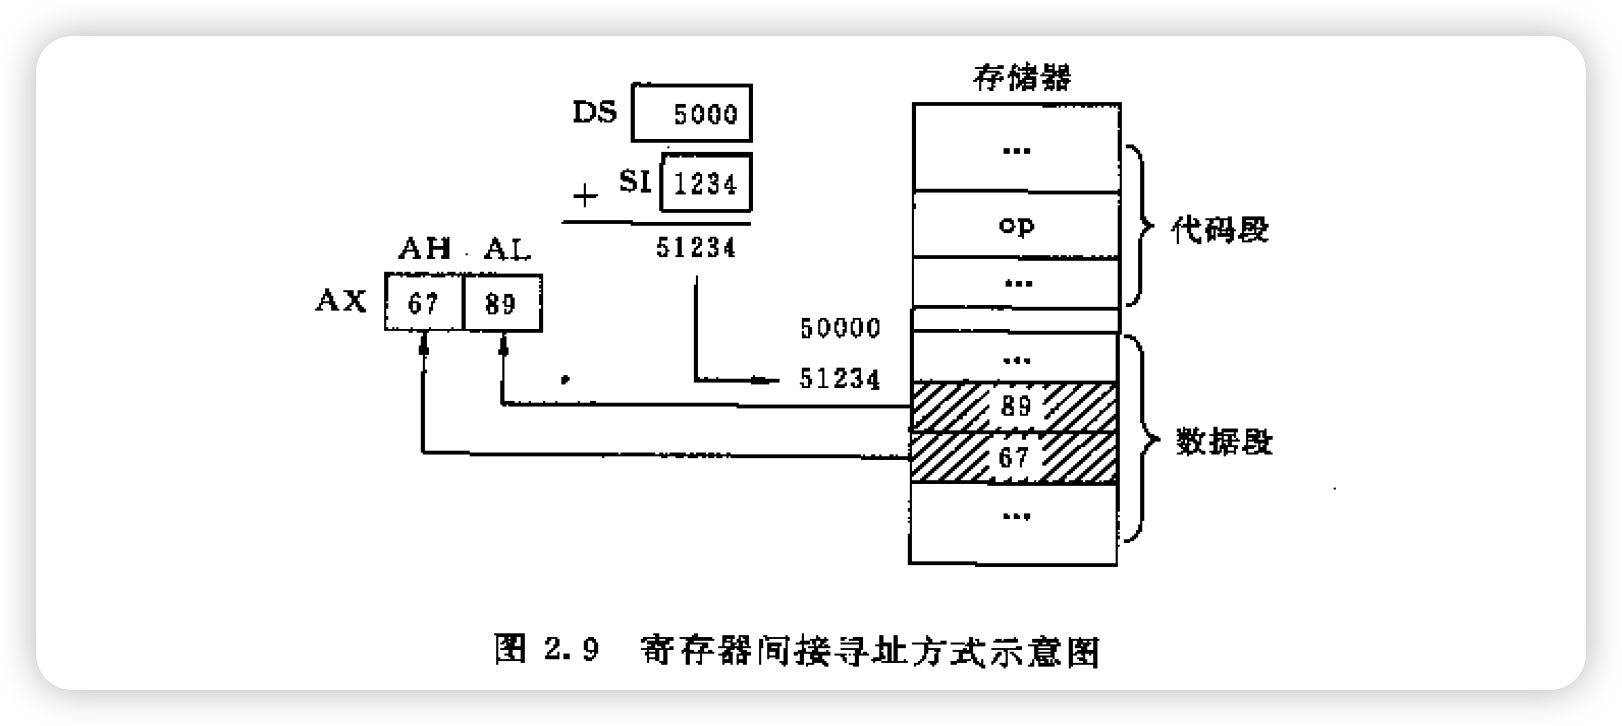 存储器
DS 5000
...
+ SI 1234
op
代码段
51234
AH AL
...
AX 67 89
50000
...
51234
89
数据段
67
...
图 2.9 寄存器间接寻址方式示意图